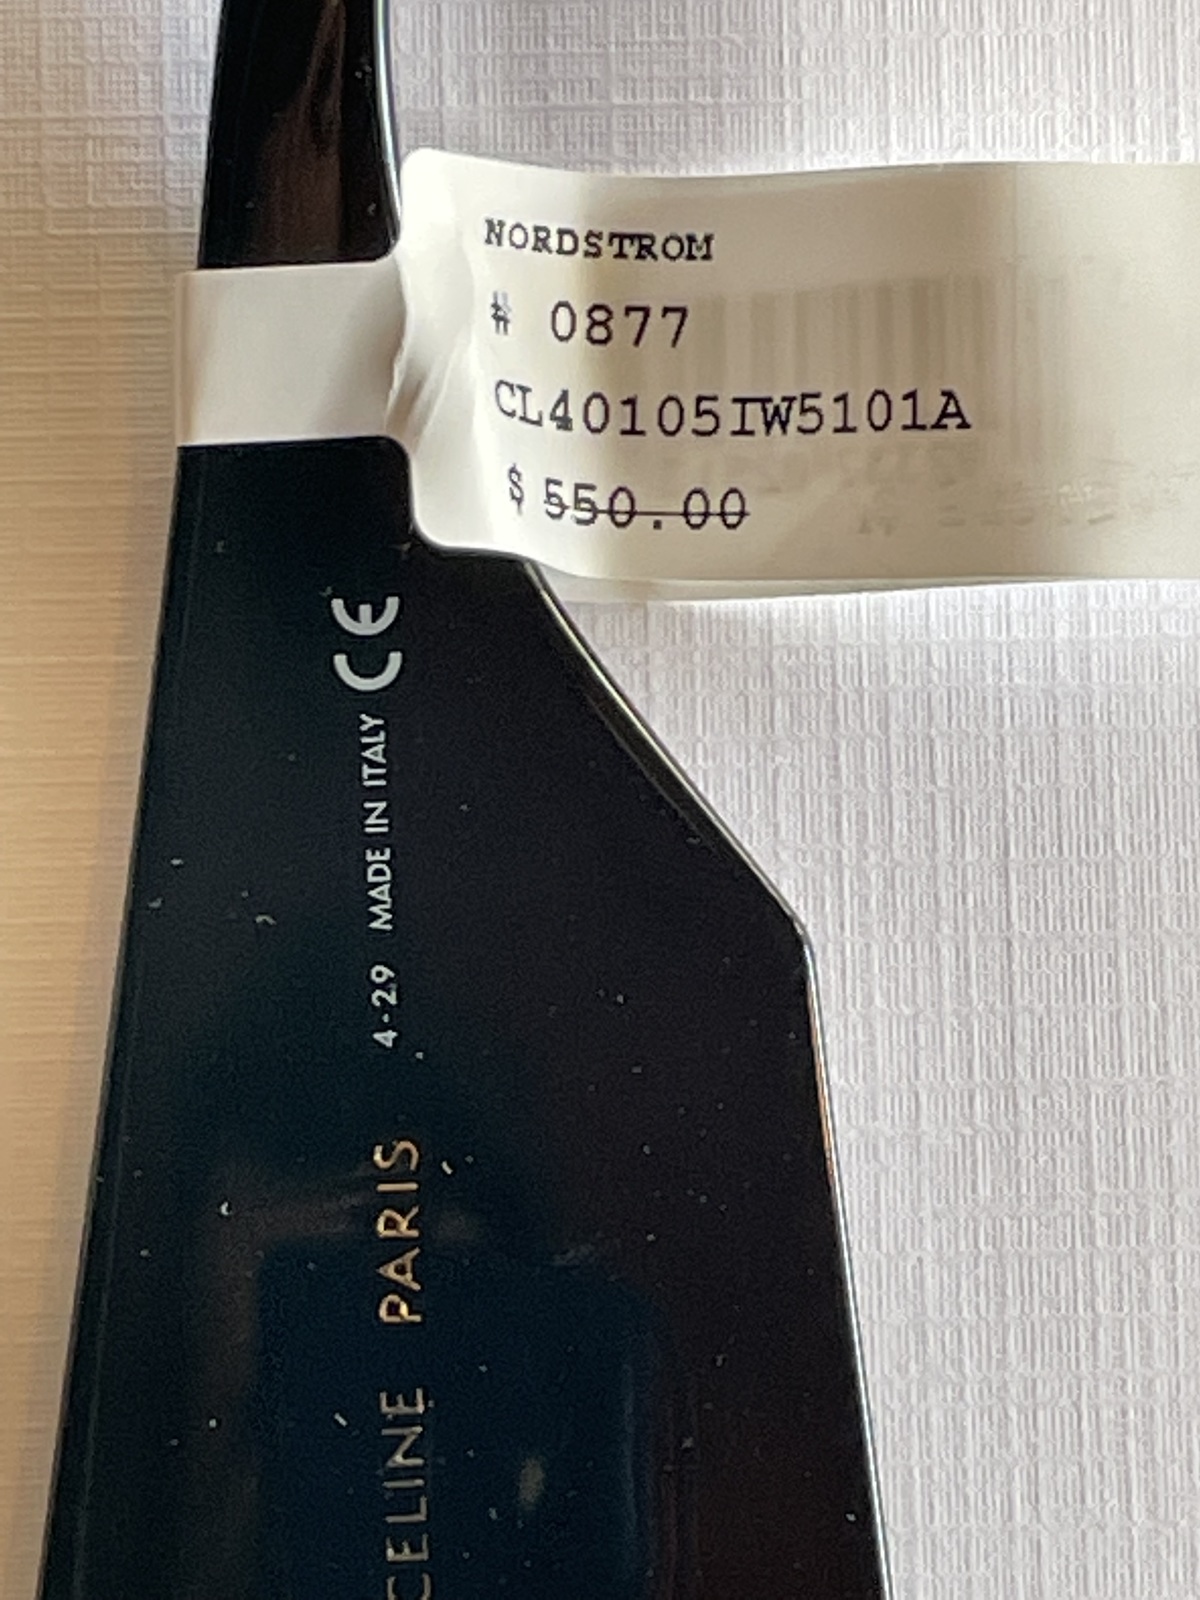 NORDSTROM
# 0877
CL40105IW5101A
$ 550.00
4-29 MADE IN ITALY CE
CELINE PARIS